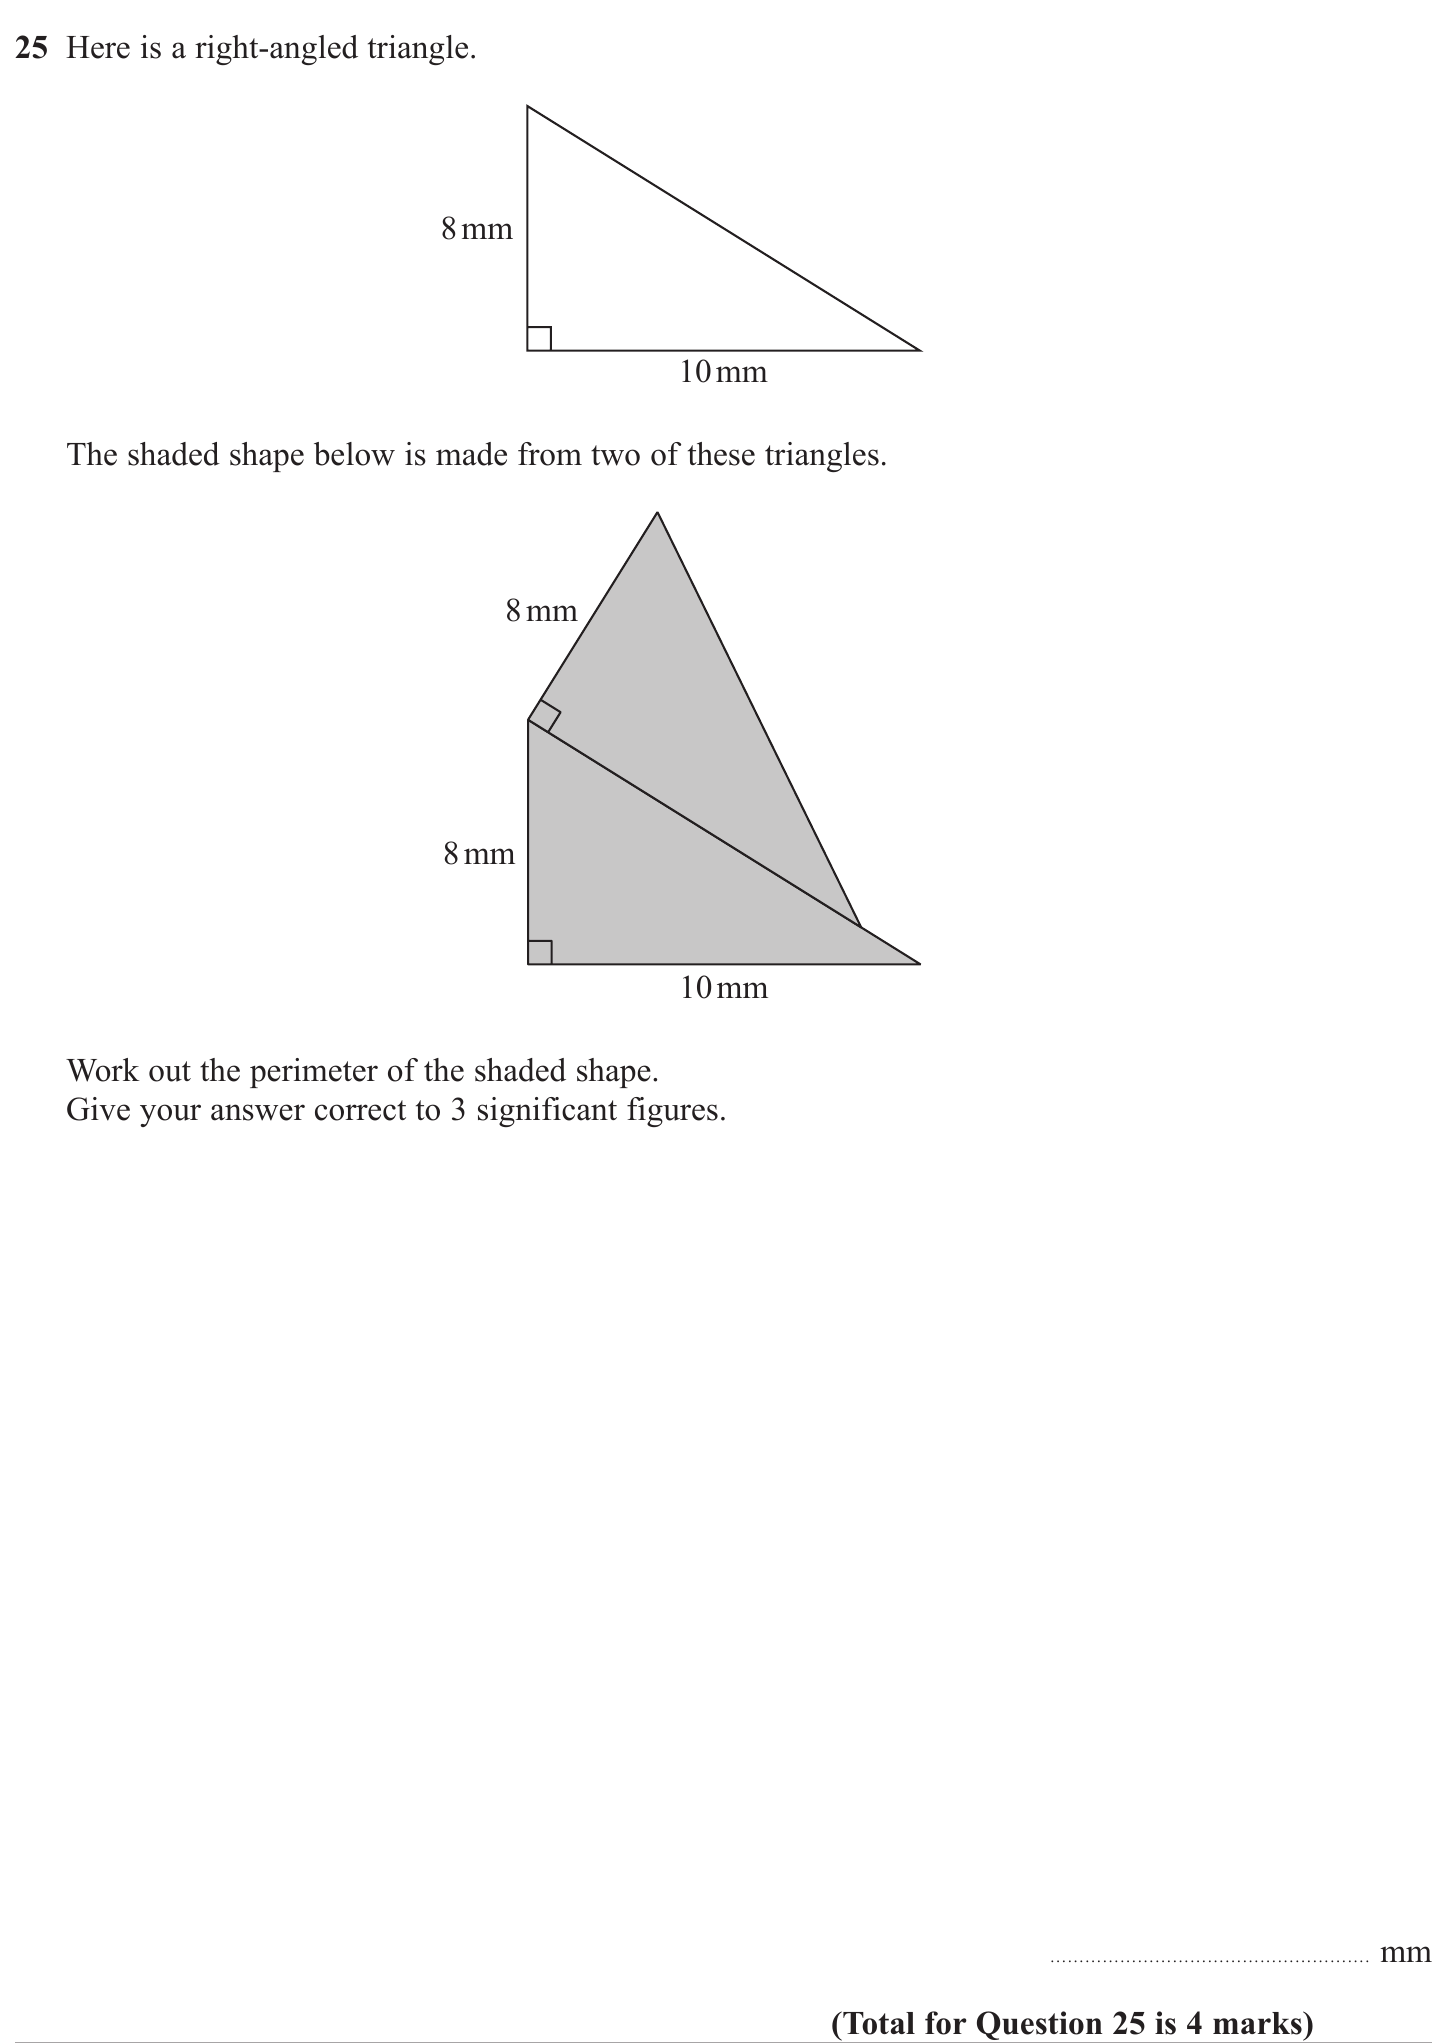 25 Here is a right-angled triangle.
8 mm
10 mm
The shaded shape below is made from two of these triangles.
8 mm
8 mm
10 mm
Work out the perimeter of the shaded shape.
Give your answer correct to 3 significant figures.
...................................................... mm
(Total for Question 25 is 4 marks)